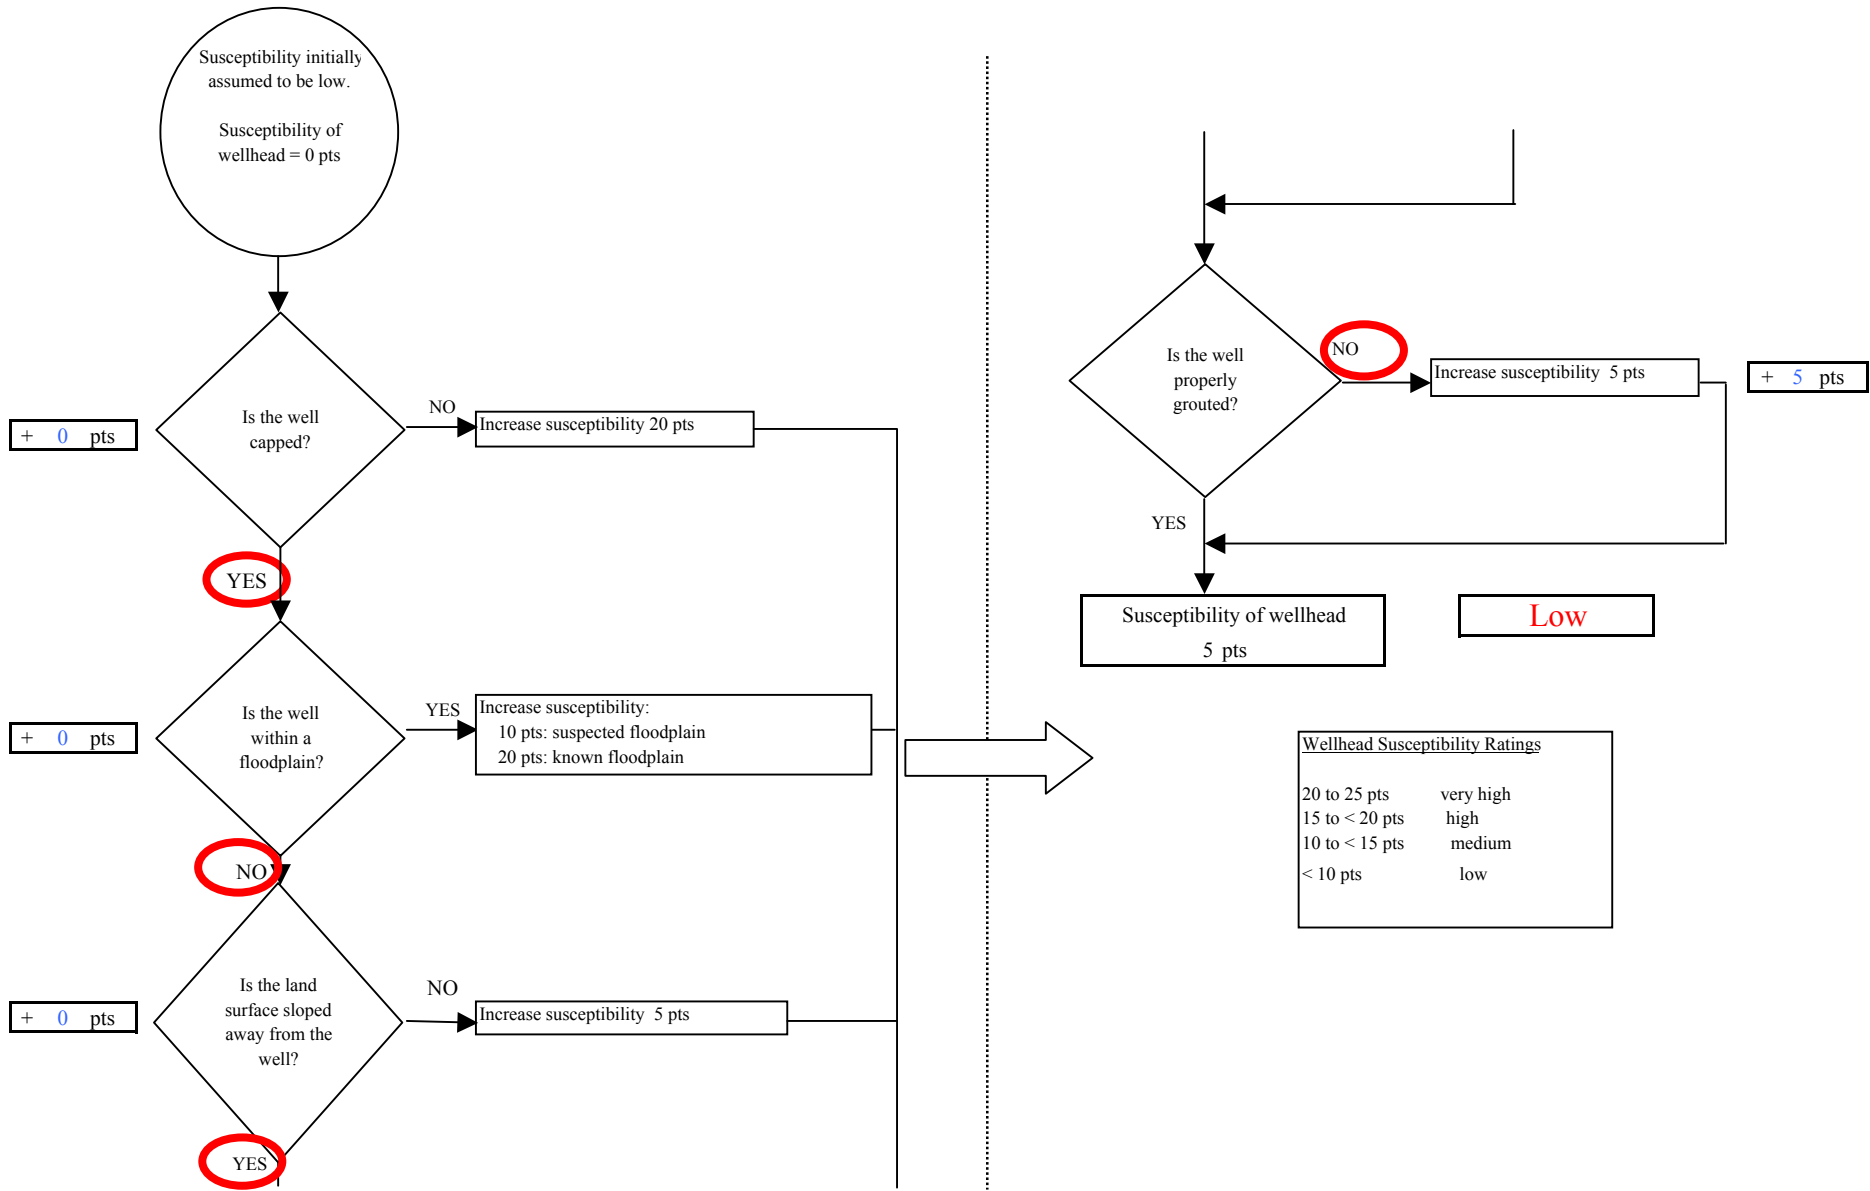 Susceptibility initially
assumed to be low.
Susceptibility of
wellhead = 0 pts
+ 0 pts
Is the well
capped?
NO
Increase susceptibility 20 pts
YES
+ 0 pts
Is the well
within a
floodplain?
YES
Increase susceptibility:
10 pts: suspected floodplain
20 pts: known floodplain
NO
+ 0 pts
Is the land
surface sloped
away from the
well?
NO
Increase susceptibility 5 pts
YES
Is the well
properly
grouted?
NO
Increase susceptibility 5 pts
+ 5 pts
YES
Susceptibility of wellhead
5 pts
Low
Wellhead Susceptibility Ratings
20 to 25 pts very high
15 to < 20 pts high
10 to < 15 pts medium
< 10 pts low